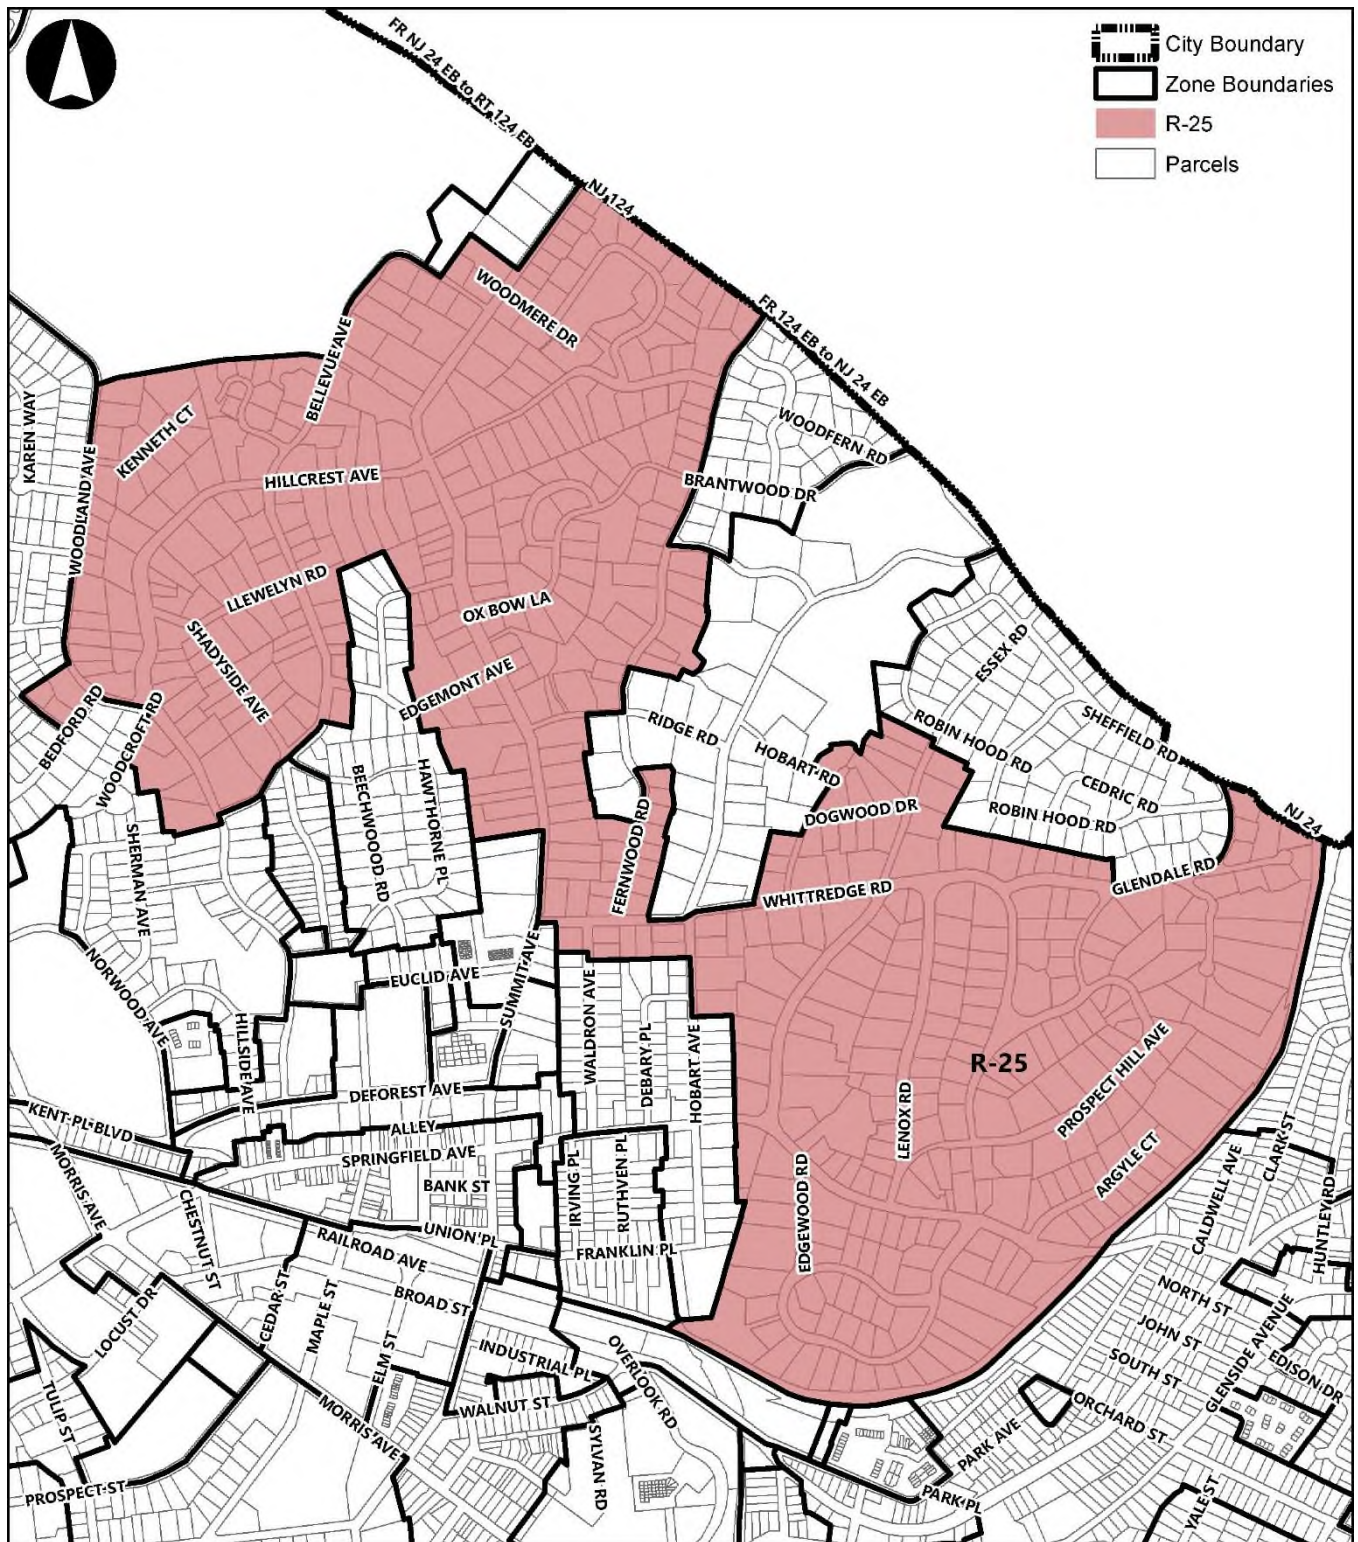 City Boundary
Zone Boundaries
R-25
Parcels
FR NJ 24 EB to RT 124 EB
NJ 124
WOODMERE DR
FR 124 EB to NJ 24 EB
BELLEVUE AVE
KAREN WAY
KENNETH CT
WOODLAND AVE
WOODFERN RD
HILLCREST AVE
BRANTWOOD DR
LLEWELYN RD
OX BOW LA
SHADYSIDE AVE
ESSEX RD
EDGEMONT AVE
BEDFORD RD
WOODCROFT RD
RIDGE RD
HOBART RD
ROBIN HOOD RD
SHEFFIELD RD
BEECHWOOD RD
HAWTHORNE PL
CEDRIC RD
DOGWOOD DR
ROBIN HOOD RD
NJ 24
SHERMAN AVE
FERNWOOD RD
WHITTREDGE RD
GLENDALE RD
NORWOOD AVE
EUCLID AVE
SUMMIT AVE
WALDRON AVE
DEBARY PL
HOBART AVE
HILLSIDE AVE
R-25
PROSPECT HILL AVE
LENOX RD
DEFOREST AVE
KENT PL BLVD
ALLEY
SPRINGFIELD AVE
BANK ST
IRVING PL
RUTHVEN PL
EDGEWOOD RD
ARGYLE CT
CLARK ST
CALDWELL AVE
HUNTLEY RD
MORRIS AVE
CHESTNUT ST
UNION PL
RAILROAD AVE
FRANKLIN PL
BROAD ST
LOCUST DR
CEDAR ST
MAPLE ST
ELM ST
NORTH ST
JOHN ST
SOUTH ST
GLENSIDE AVENUE
EDISON DR
INDUSTRIAL PL
OVERLOOK RD
WALNUT ST
TULIP ST
MORRIS AVE
SYLVAN RD
ORCHARD ST
PARK AVE
PROSPECT ST
PARK PL
YALE ST